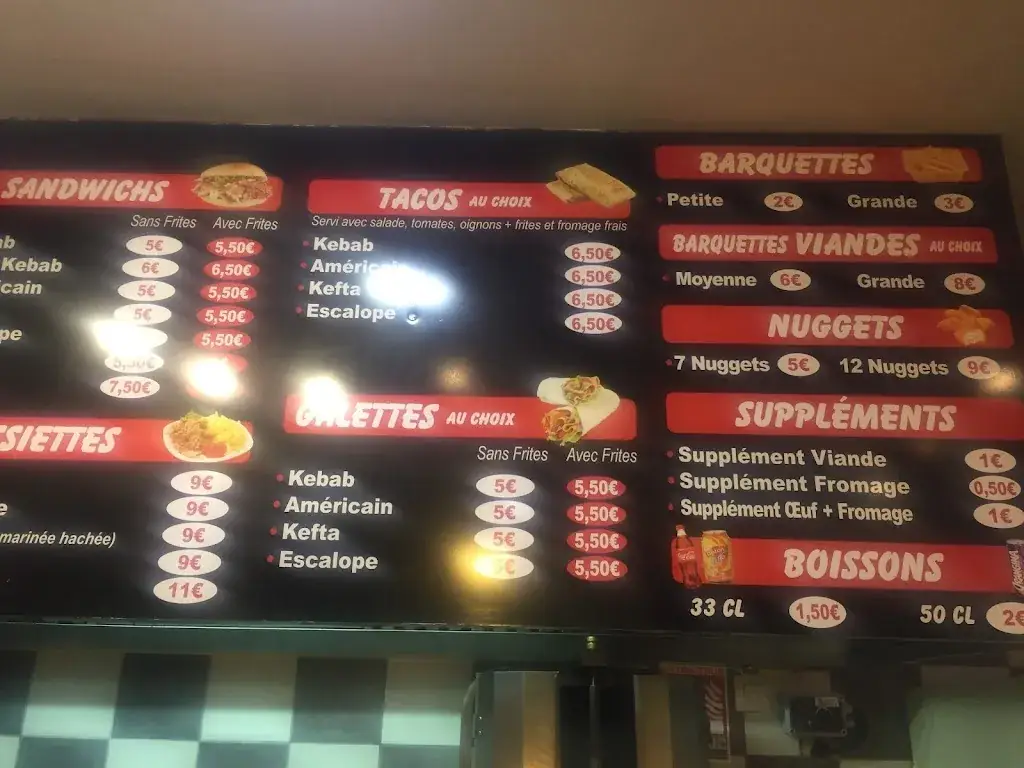 SANDWICHS
Sans Frites Avec Frites
5€ 5,50€
Kebab 6€ 6,50€
5€ 5,50€
5€ 5,50€
5,50€
7,50€
9€
9€
marinée hachée) 9€
9€
11€
TACOS AU CHOIX
Servi avec salade, tomates, oignons + frites et fromage frais
Kebab 6,50€
6,50€
Kefta 6,50€
Escalope 6,50€
GALETTES AU CHOIX
Sans Frites Avec Frites
Kebab 5€ 5,50€
Américain 5€ 5,50€
Kefta 5€ 5,50€
Escalope 5€ 5,50€
BARQUETTES
Petite 2€ Grande 3€
BARQUETTES VIANDES AU CHOIX
Moyenne 6€ Grande 8€
NUGGETS
7 Nuggets 5€ 12 Nuggets 9€
SUPPLÉMENTS
Supplément Viande 1€
Supplément Fromage 0,50€
Supplément Œuf + Fromage 1€
BOISSONS
33 CL 1,50€ 50 CL 2€